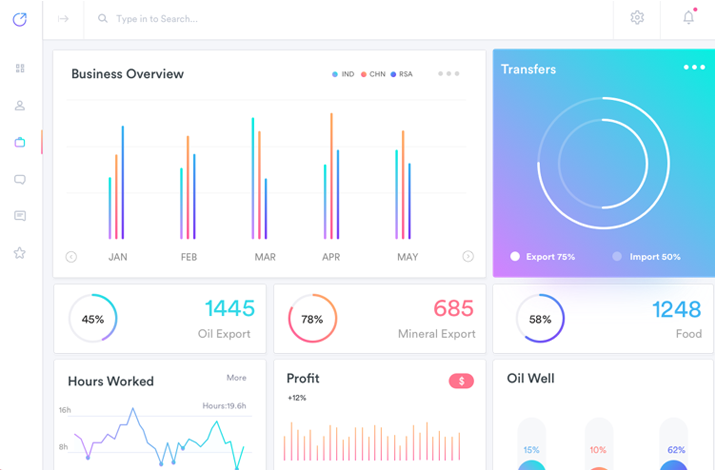 Type in to Search...
Business Overview
IND CHN RSA
JAN FEB MAR APR MAY
Transfers
Export 75% Import 50%
45%
1445
Oil Export
78%
685
Mineral Export
58%
1248
Food
Hours Worked
More
Hours:19.6h
16h
8h
Profit
$
+12%
Oil Well
15% 10% 62%